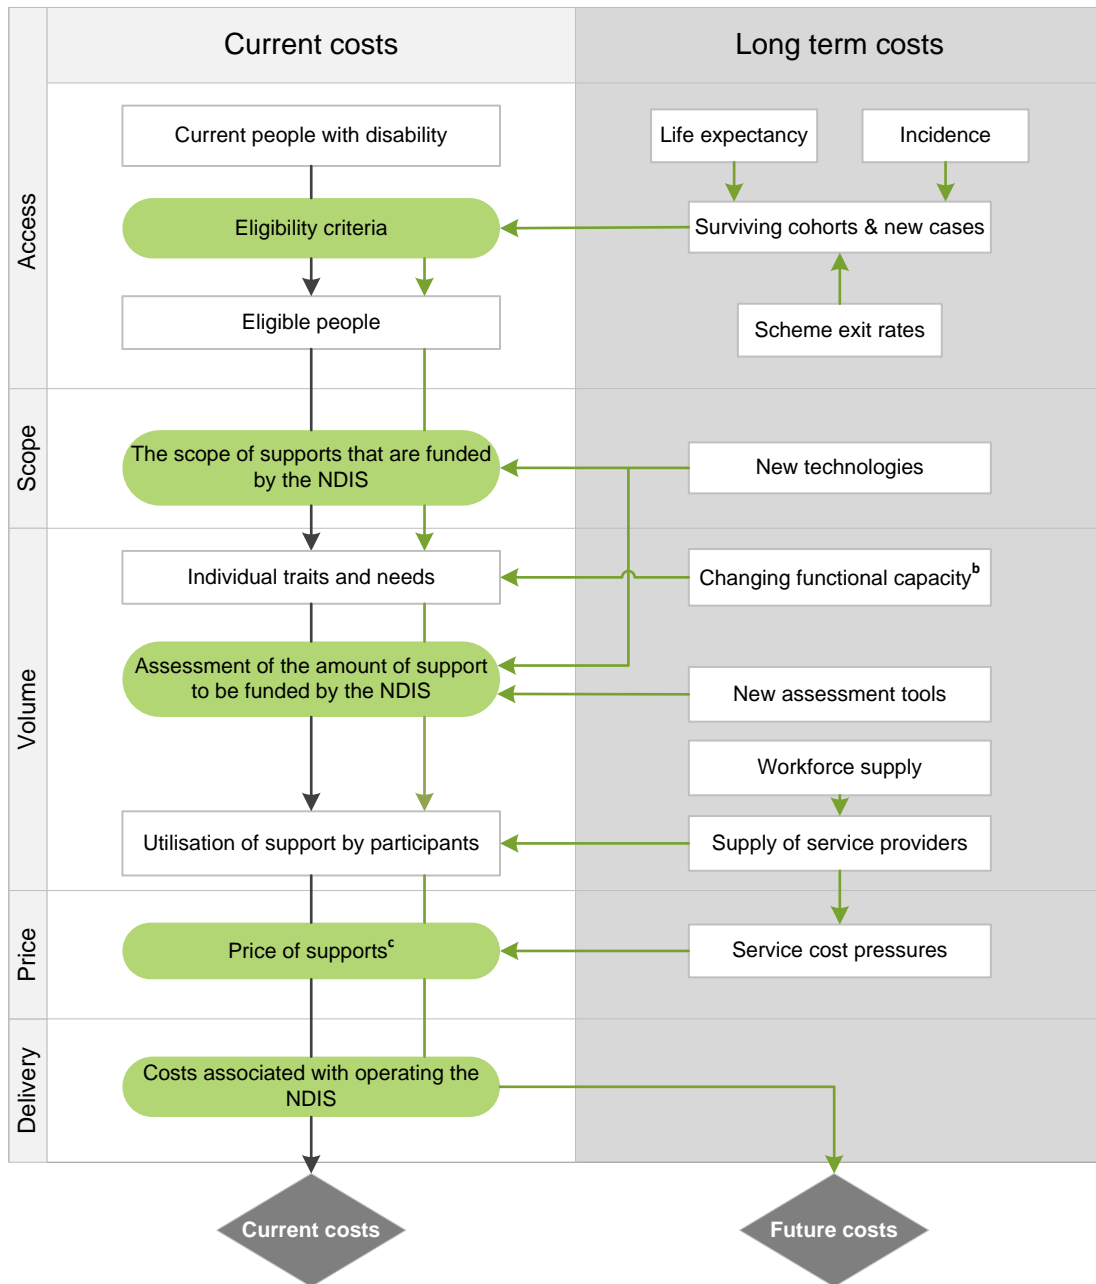 Current costs
Long term costs
Access
Current people with disability
Life expectancy
Incidence
Eligibility criteria
Surviving cohorts & new cases
Eligible people
Scheme exit rates
Scope
The scope of supports that are funded
by the NDIS
New technologies
Volume
Individual traits and needs
Changing functional capacityb
Assessment of the amount of support
to be funded by the NDIS
New assessment tools
Workforce supply
Utilisation of support by participants
Supply of service providers
Price
Price of supportsc
Service cost pressures
Delivery
Costs associated with operating the
NDIS
Current costs
Future costs